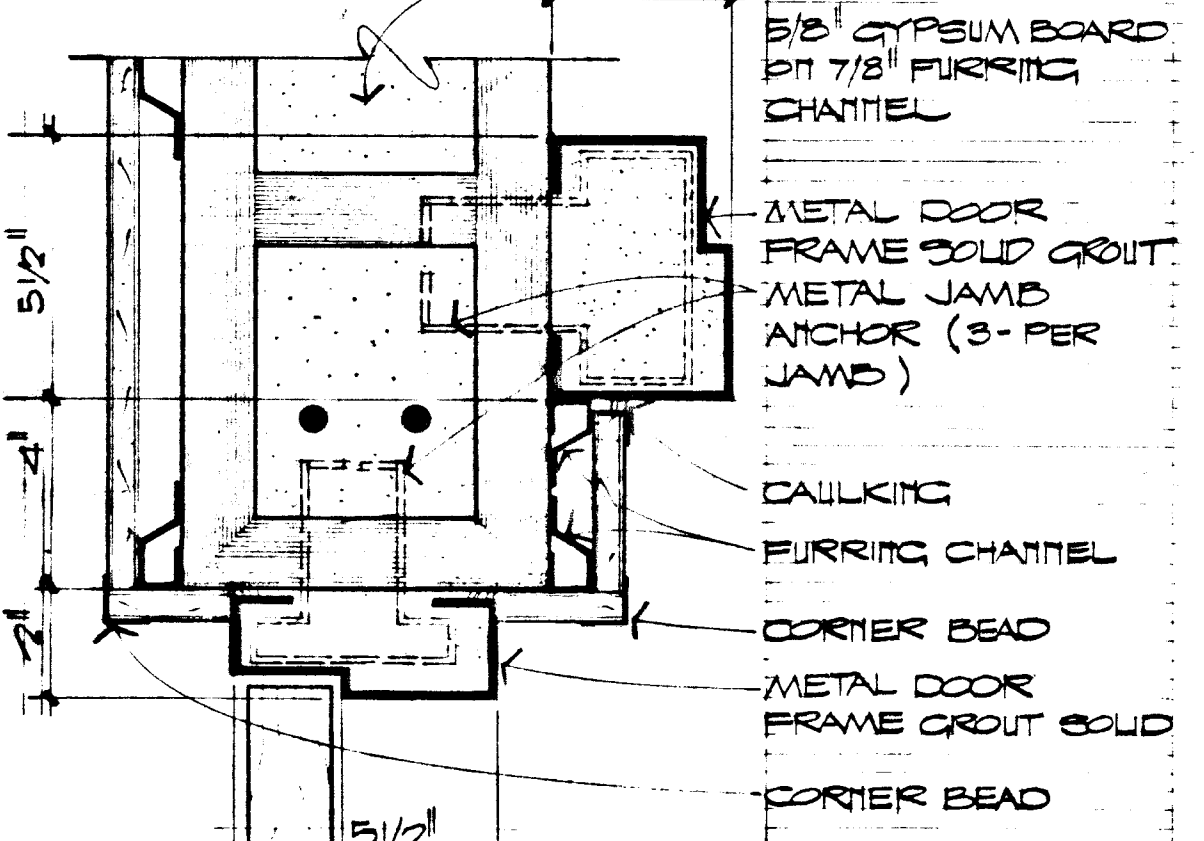 5/8" GYPSUM BOARD
ON 7/8" FURRING
CHANNEL
METAL DOOR
FRAME SOLID GROUT
METAL JAMB
ANCHOR (3- PER
JAMB)
CAULKING
FURRING CHANNEL
CORNER BEAD
METAL DOOR
FRAME GROUT SOLID
CORNER BEAD
5 1/2"
4"
2"
5 1/2"